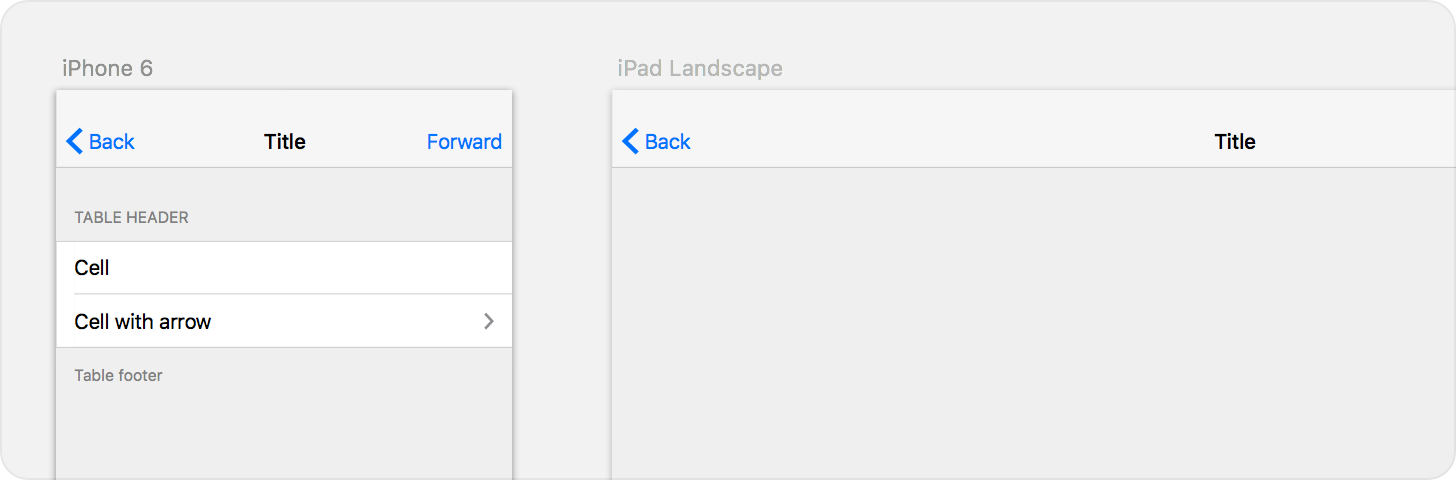 iPhone 6
Back Title Forward
TABLE HEADER
Cell
Cell with arrow
Table footer
iPad Landscape
Back Title